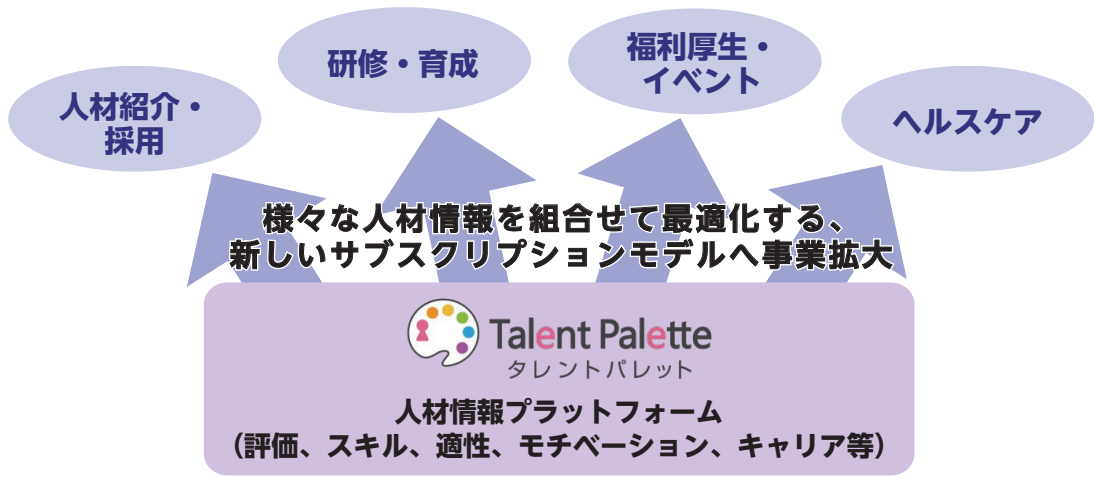 人材紹介・
採用
研修・育成
福利厚生・
イベント
ヘルスケア
様々な人材情報を組合せて最適化する、
新しいサブスクリプションモデルへ事業拡大
Talent Palette
タレントパレット
人材情報プラットフォーム
（評価、スキル、適性、モチベーション、キャリア等）